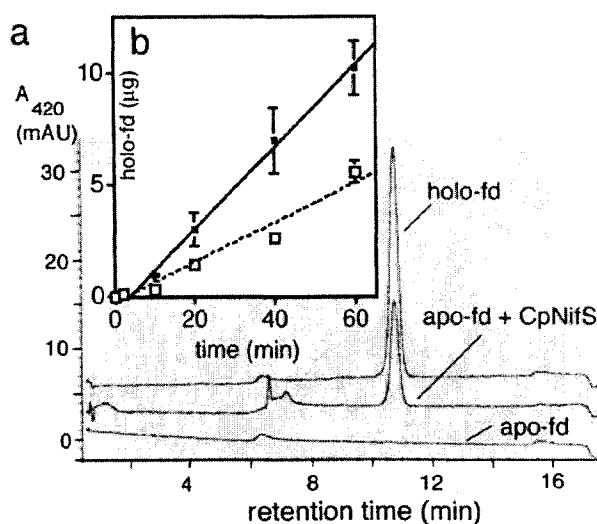 a
b
A420
(mAU)
30
20
10
0
holo-fd (µg)
10
5
0
0
20
40
60
time (min)
holo-fd
apo-fd + CpNifS
apo-fd
4
8
12
16
retention time (min)